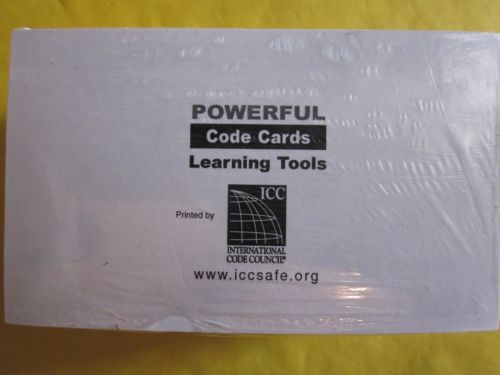 POWERFUL
Code Cards
Learning Tools
Printed by
ICC
INTERNATIONAL
CODE COUNCIL®
www.iccsafe.org